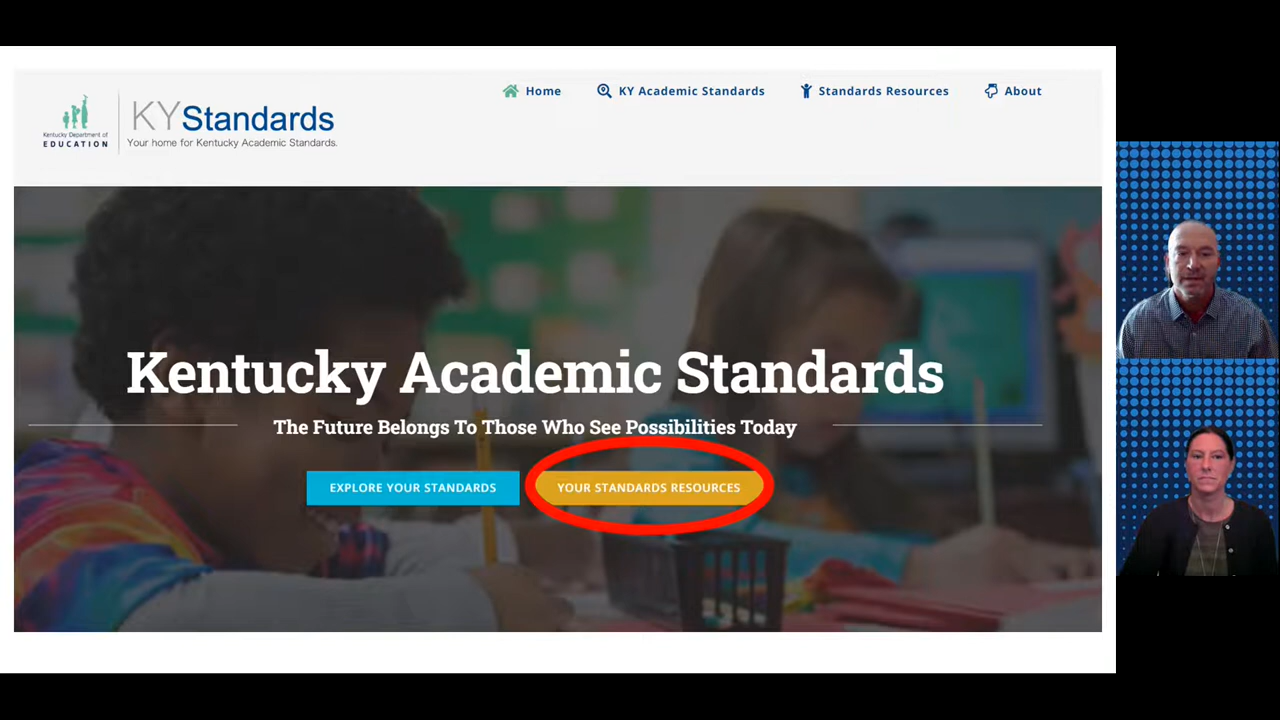 Home
KY Academic Standards
Standards Resources
About
Kentucky Department of
EDUCATION
KYStandards
Your home for Kentucky Academic Standards.
Kentucky Academic Standards
The Future Belongs To Those Who See Possibilities Today
EXPLORE YOUR STANDARDS
YOUR STANDARDS RESOURCES